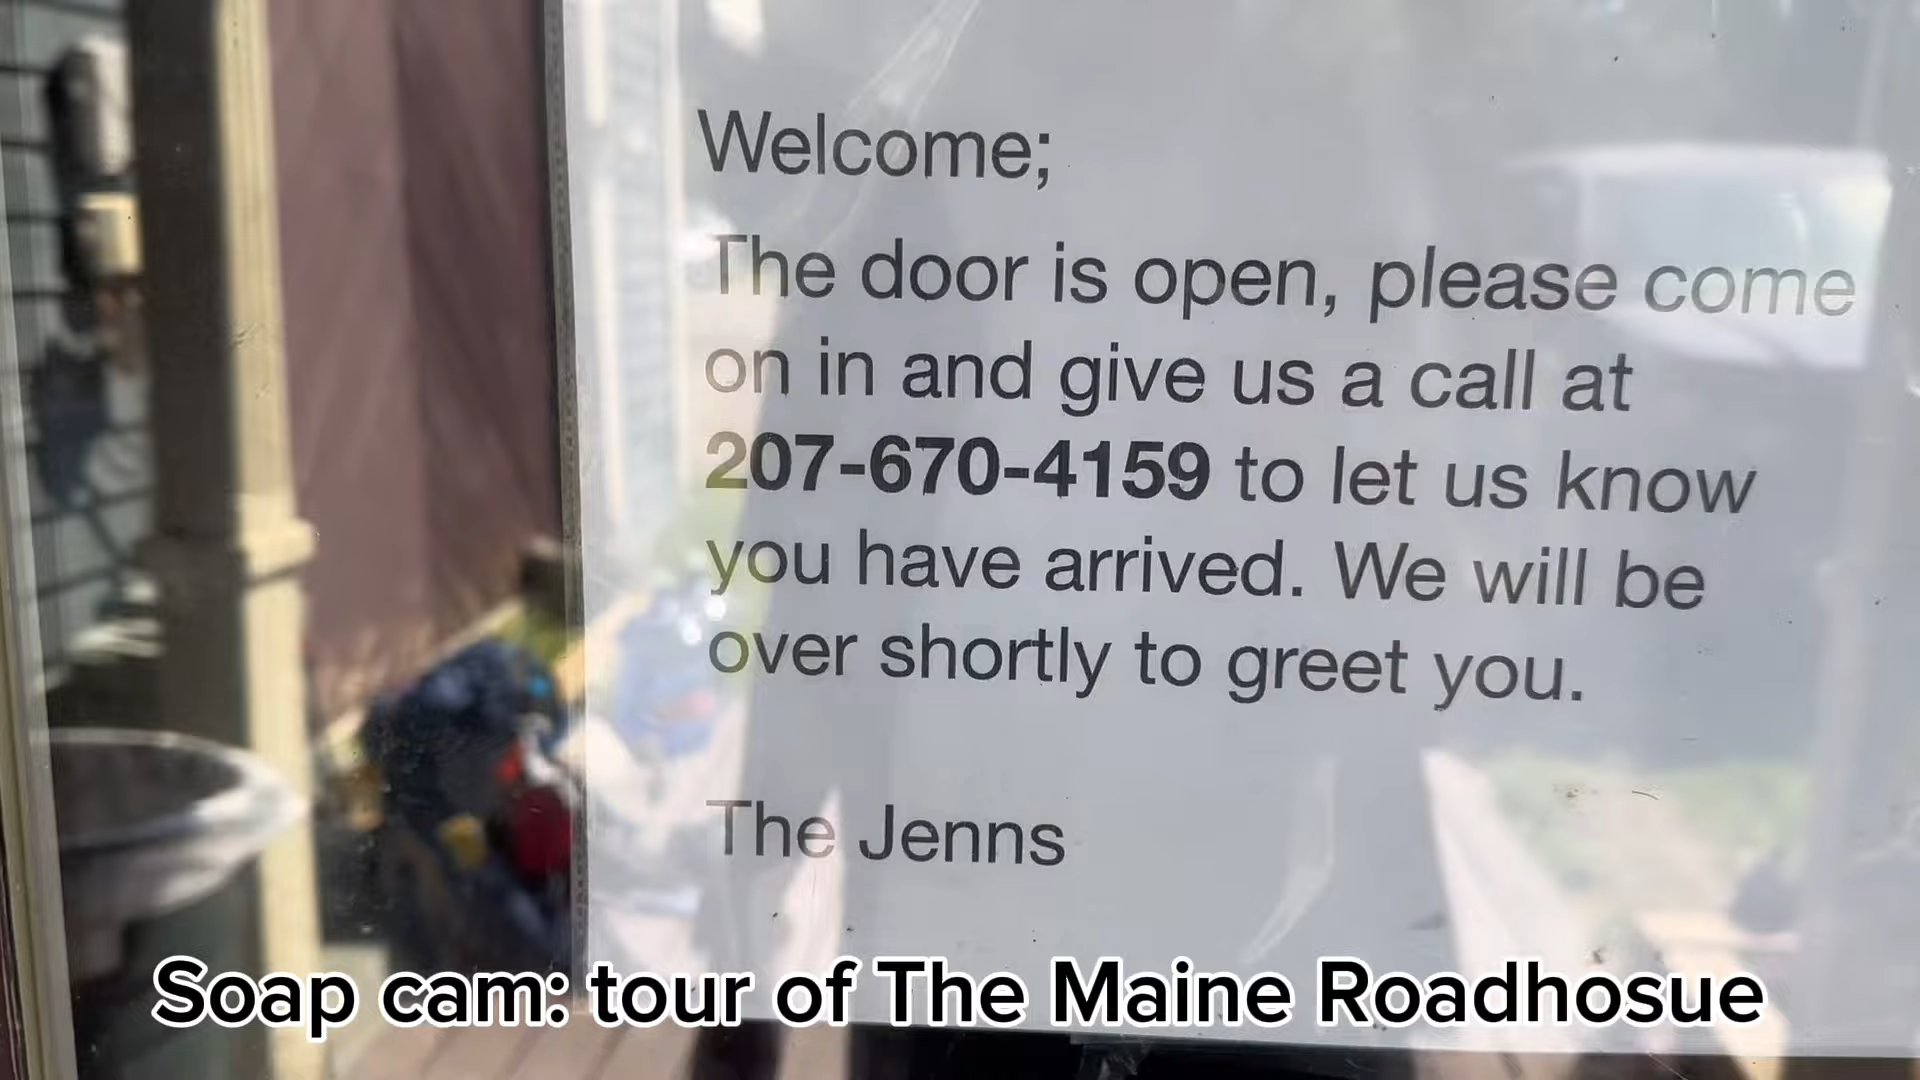 Welcome;
The door is open, please come
on in and give us a call at
207-670-4159 to let us know
you have arrived. We will be
over shortly to greet you.
The Jenns
Soap cam: tour of The Maine Roadhosue